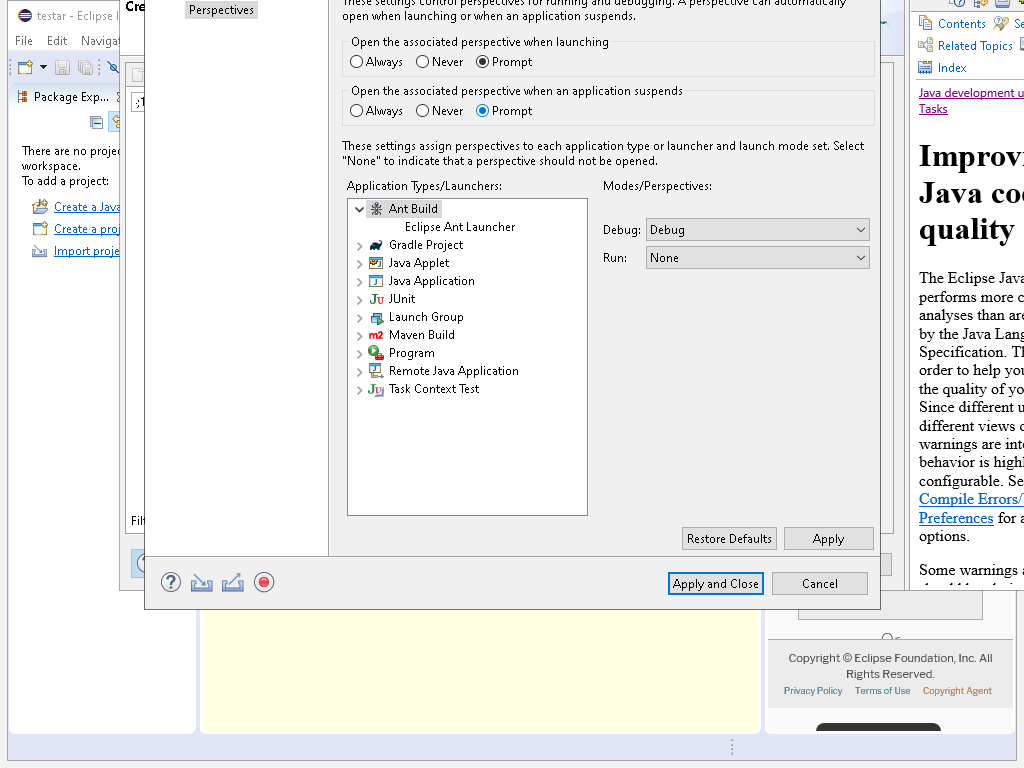 testar - Eclipse I
File Edit Navigat
Package Exp...
There are no proje
workspace.
To add a project:
Create a Java
Create a proj
Import proje
Cre
Filt
Perspectives
These settings control perspectives for running and debugging. A perspective can automatically
open when launching or when an application suspends.
Open the associated perspective when launching
Always Never Prompt
Open the associated perspective when an application suspends
Always Never Prompt
These settings assign perspectives to each application type or launcher and launch mode set. Select
"None" to indicate that a perspective should not be opened.
Application Types/Launchers:
Modes/Perspectives:
Ant Build
Eclipse Ant Launcher
Gradle Project
Java Applet
Java Application
JUnit
Launch Group
Maven Build
Program
Remote Java Application
Task Context Test
Debug: Debug
Run: None
Restore Defaults Apply
Apply and Close Cancel
Contents Se
Related Topics
Index
Java development u
Tasks
Improvi
Java co
quality
The Eclipse Java
performs more c
analyses than are
by the Java Lang
Specification. Th
order to help you
the quality of yo
Since different u
different views o
warnings are inte
behavior is highl
configurable. Se
Compile Errors/
Preferences for a
options.
Some warnings a
Or
Copyright © Eclipse Foundation, Inc. All
Rights Reserved.
Privacy Policy Terms of Use Copyright Agent